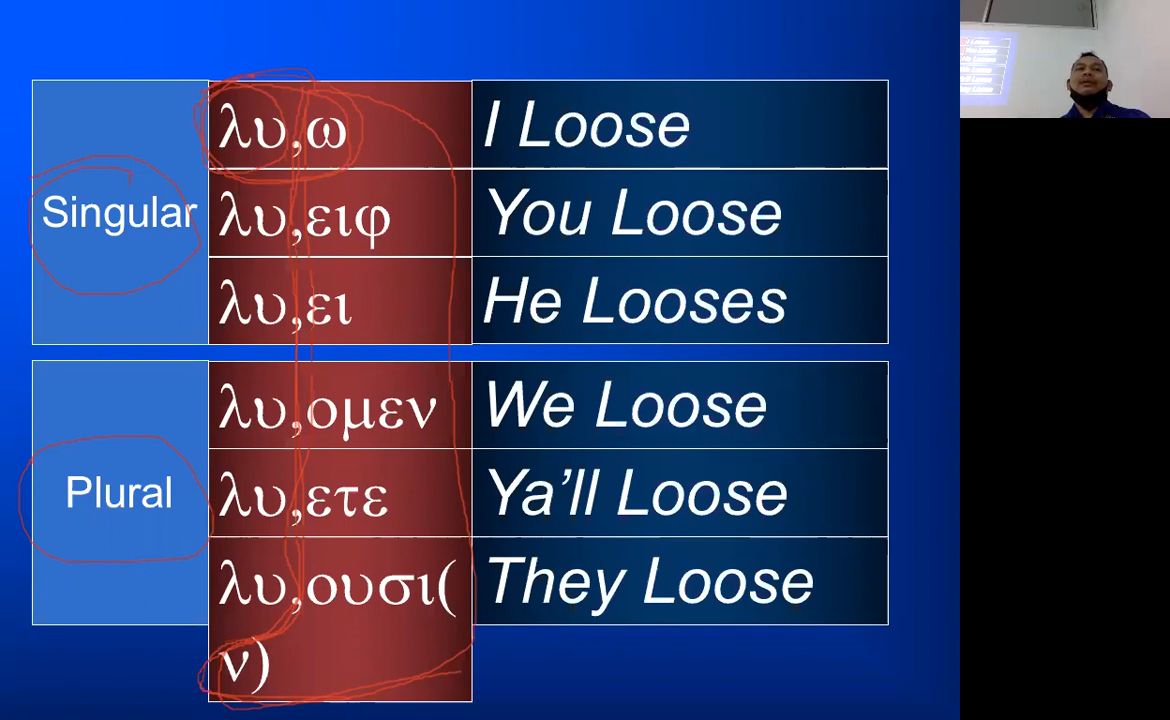 Singular
λυ,ω
I Loose
λυ,ειφ
You Loose
λυ,ει
He Looses
Plural
λυ,ομεν
We Loose
λυ,ετε
Ya’ll Loose
λυ,ουσι(
ν)
They Loose